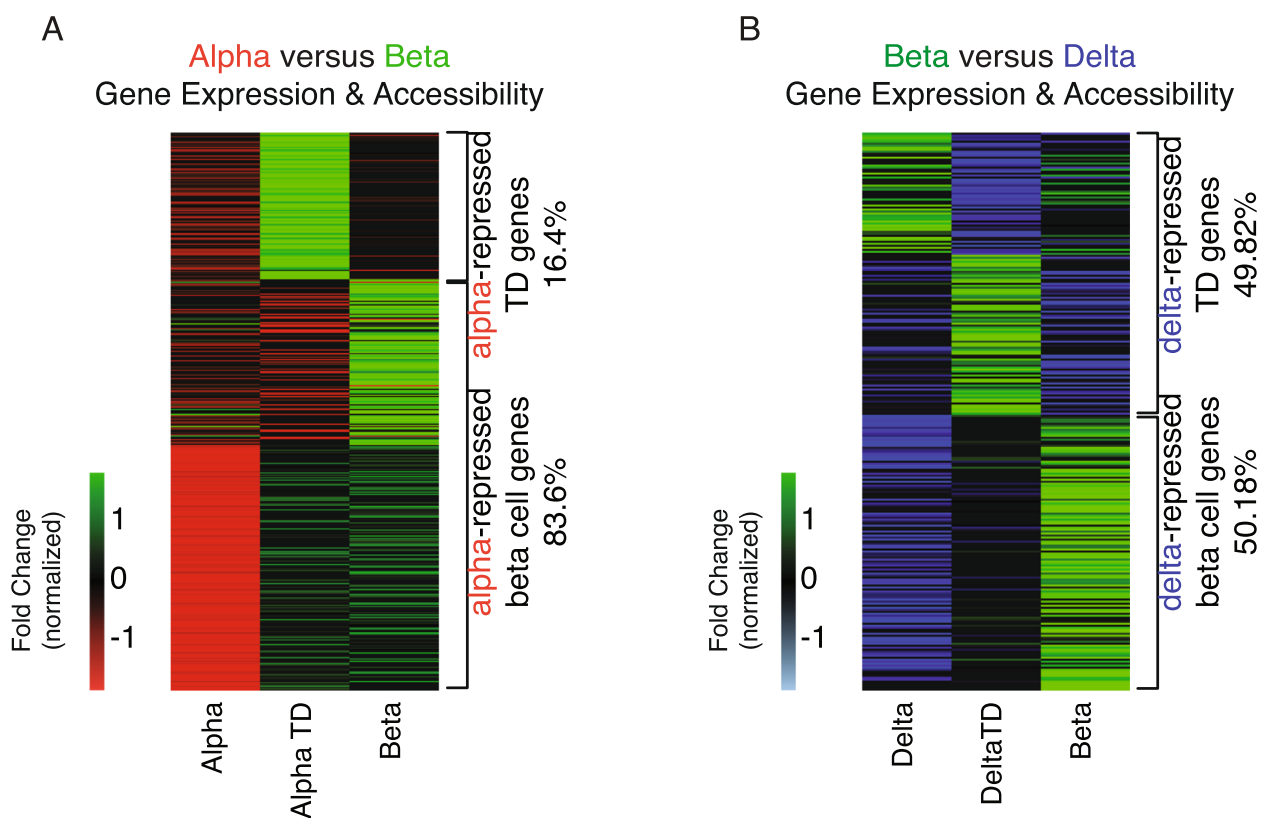 A
Alpha versus Beta
Gene Expression & Accessibility
alpha-repressed
TD genes
16.4%
alpha-repressed
beta cell genes
83.6%
Fold Change
(normalized)
1
0
-1
Alpha
Alpha TD
Beta
B
Beta versus Delta
Gene Expression & Accessibility
delta-repressed
TD genes
49.82%
delta-repressed
beta cell genes
50.18%
Fold Change
(normalized)
1
0
-1
Delta
DeltaTD
Beta